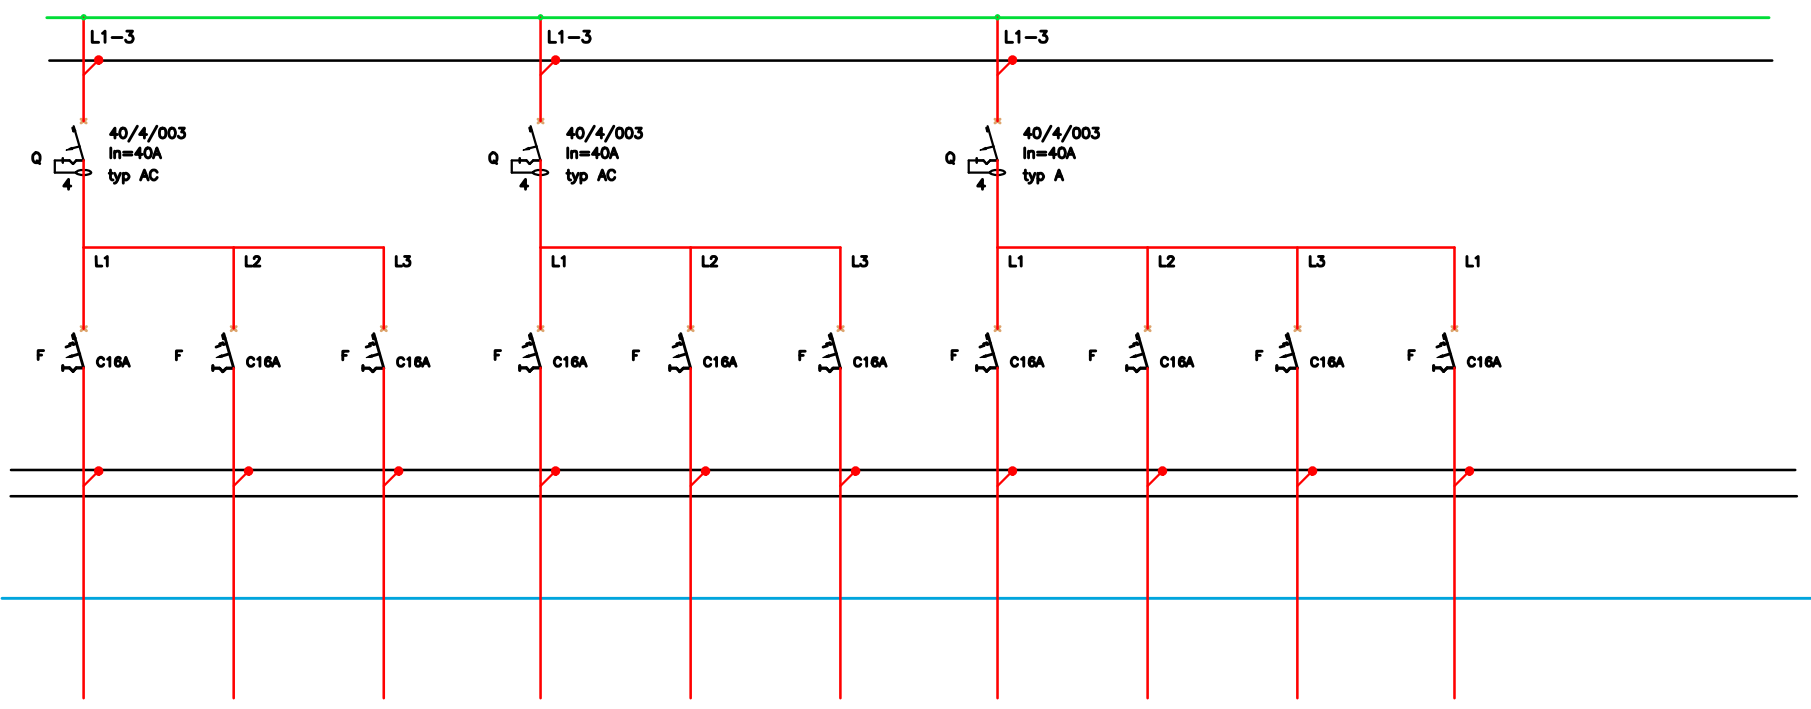 L1-3 L1-3 L1-3
40/4/003 40/4/003 40/4/003
In=40A In=40A In=40A
Q Q Q
typ AC typ AC typ A
4 4 4
L1 L2 L3 L1 L2 L3 L1 L2 L3 L1
F F F F F F F F F F
C16A C16A C16A C16A C16A C16A C16A C16A C16A C16A